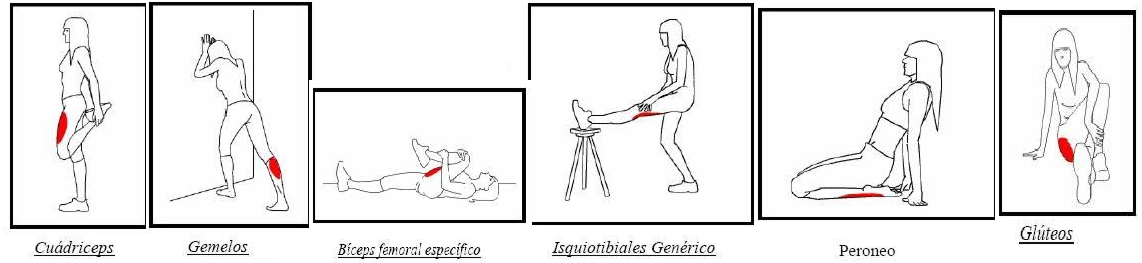 Cuádriceps
Gemelos
Bíceps femoral específico
Isquiotibiales Genérico
Peroneo
Glúteos